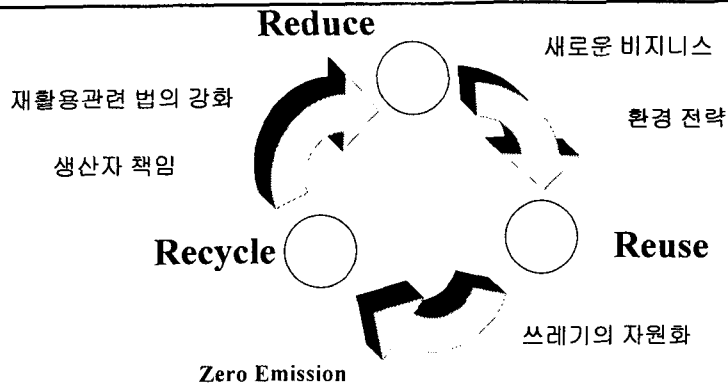 Reduce
새로운 비지니스
재활용관련 법의 강화
환경 전략
생산자 책임
Recycle
Reuse
쓰레기의 자원화
Zero Emission